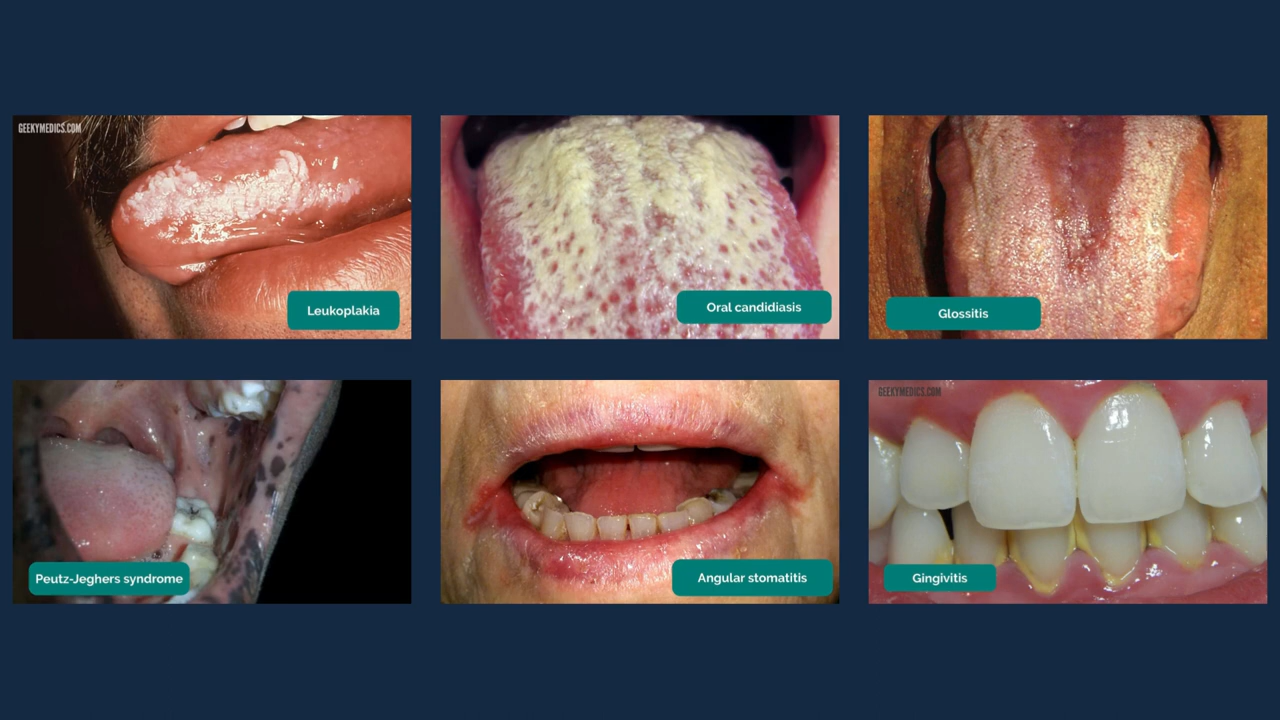 GEEKYMEDICS.COM
Leukoplakia
Oral candidiasis
Glossitis
Peutz-Jeghers syndrome
Angular stomatitis
GEEKYMEDICS.COM
Gingivitis